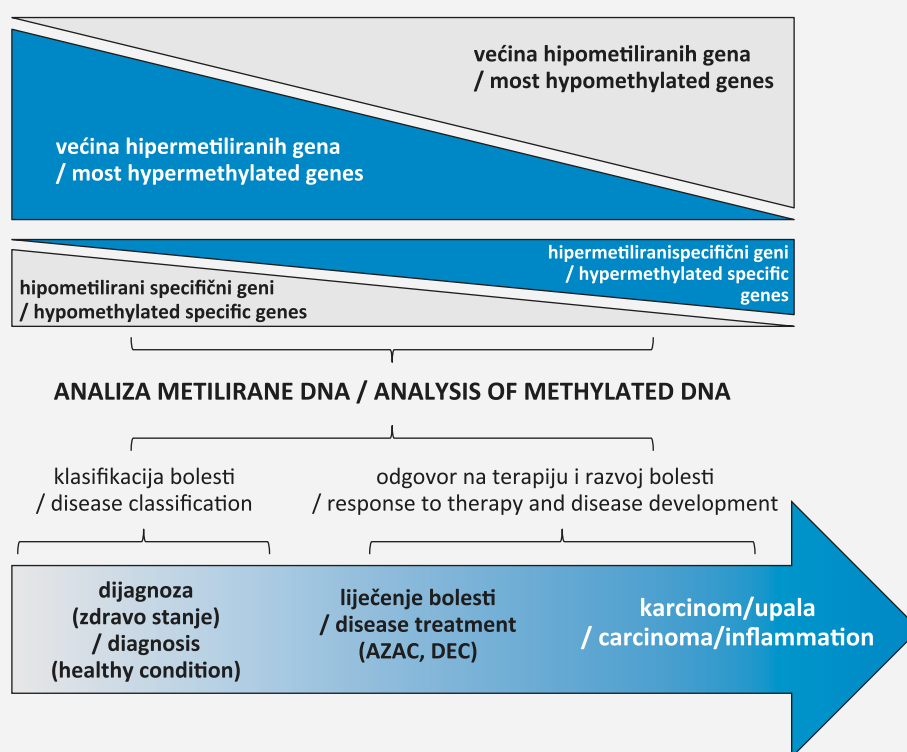 većina hipometiliranih gena
/ most hypomethylated genes
većina hipermetiliranih gena
/ most hypermethylated genes
hipermetiliranispecifični geni
/ hypermethylated specific
genes
hipometilirani specifični geni
/ hypomethylated specific genes
ANALIZA METILIRANE DNA / ANALYSIS OF METHYLATED DNA
klasifikacija bolesti
/ disease classification
odgovor na terapiju i razvoj bolesti
/ response to therapy and disease development
dijagnoza
(zdravo stanje)
/ diagnosis
(healthy condition)
liječenje bolesti
/ disease treatment
(AZAC, DEC)
karcinom/upala
/ carcinoma/inflammation